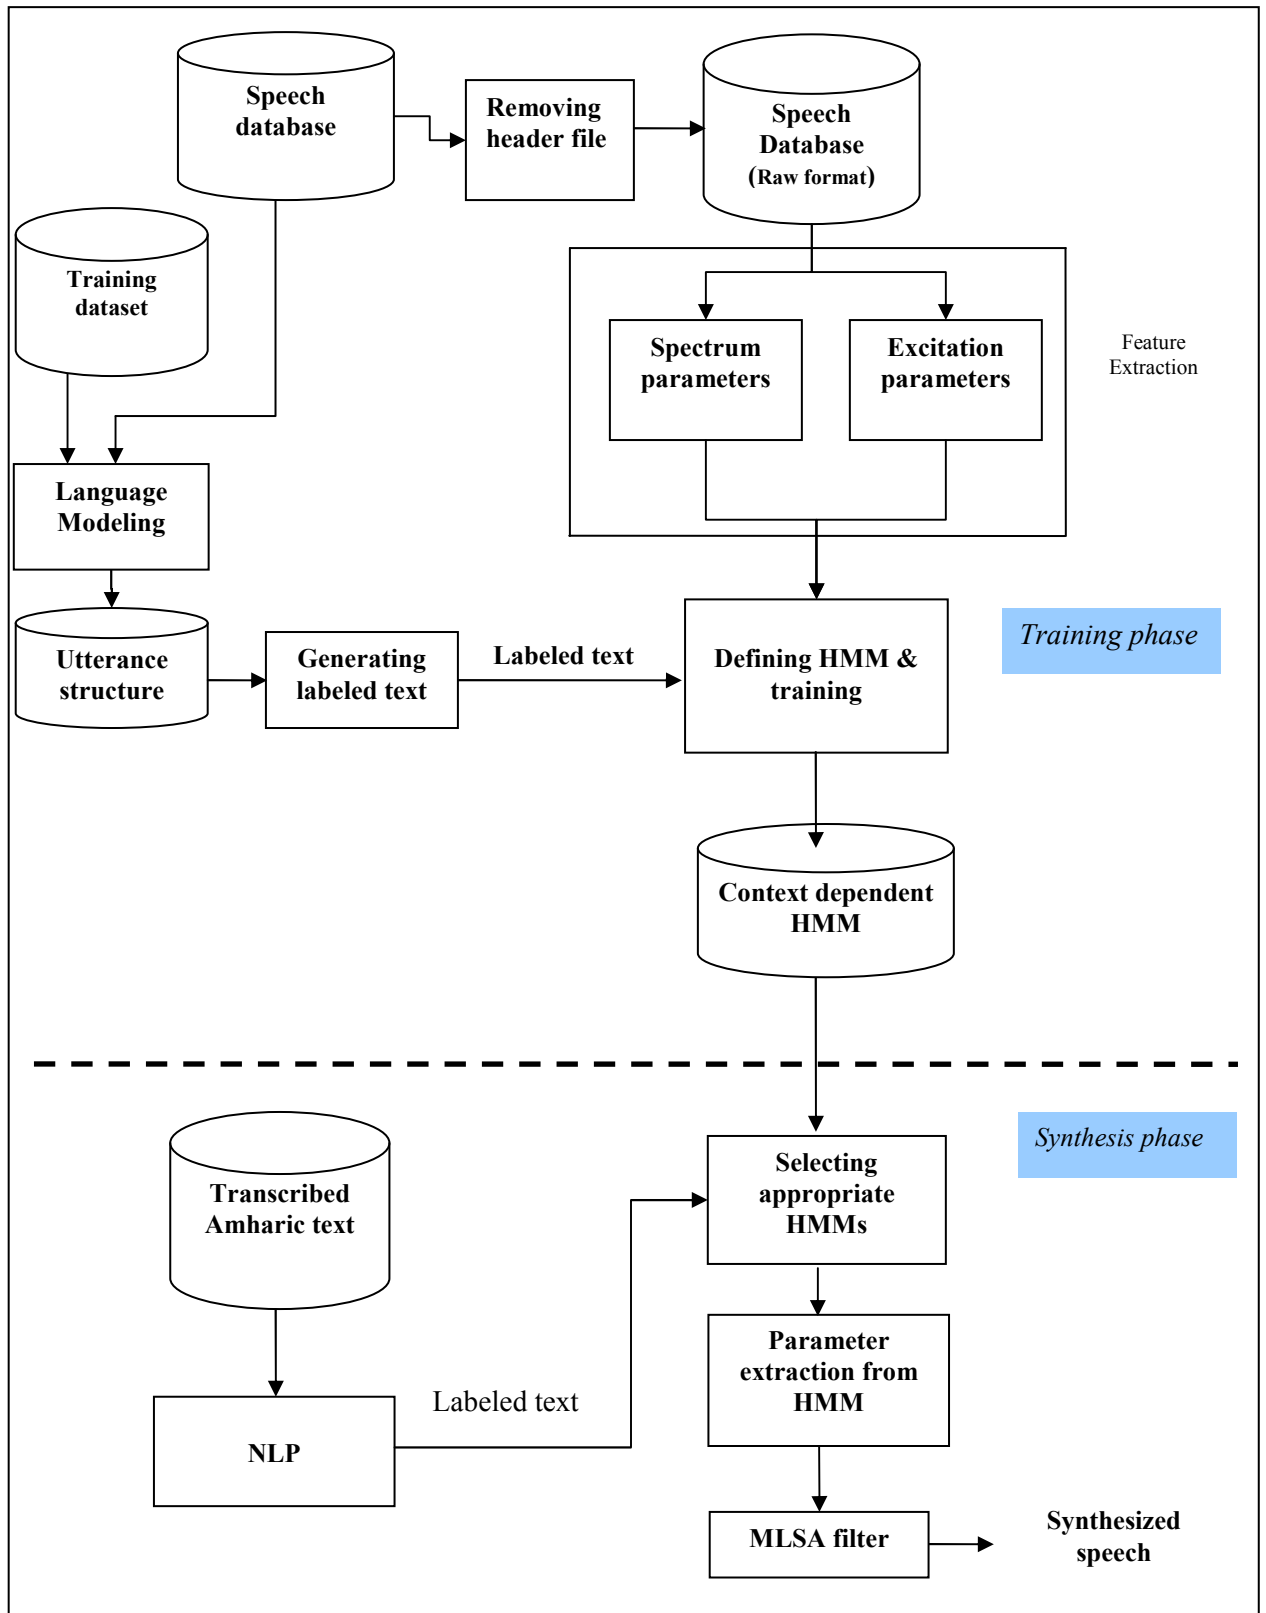 Speech
database
Removing
header file
Speech
Database
(Raw format)
Training
dataset
Spectrum
parameters
Excitation
parameters
Feature
Extraction
Language
Modeling
Utterance
structure
Generating
labeled text
Labeled text
Defining HMM &
training
Training phase
Context dependent
HMM
Synthesis phase
Transcribed
Amharic text
Selecting
appropriate
HMMs
Parameter
extraction from
HMM
Labeled text
NLP
MLSA filter
Synthesized
speech